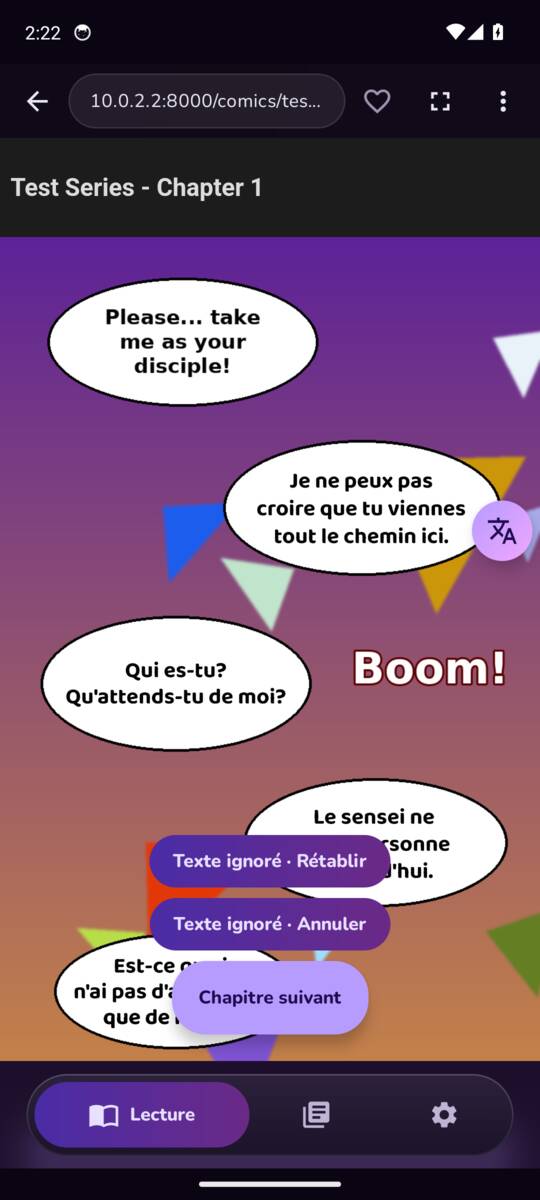 2:22
10.0.2.2:8000/comics/tes...
Test Series - Chapter 1
Please... take
me as your
disciple!
Je ne peux pas
croire que tu viennes
tout le chemin ici.
Qui es-tu?
Qu'attends-tu de moi?
Boom!
Le sensei ne
Texte ignoré · Rétablir
Texte ignoré · Annuler
Est-ce
n'ai pas
que de
Chapitre suivant
Lecture